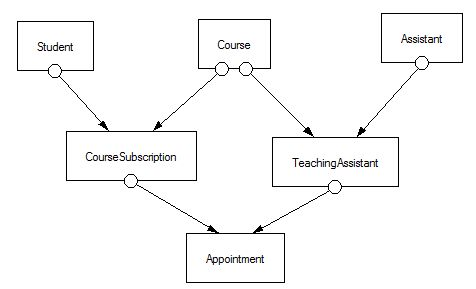 Student
Course
Assistant
CourseSubscription
TeachingAssistant
Appointment